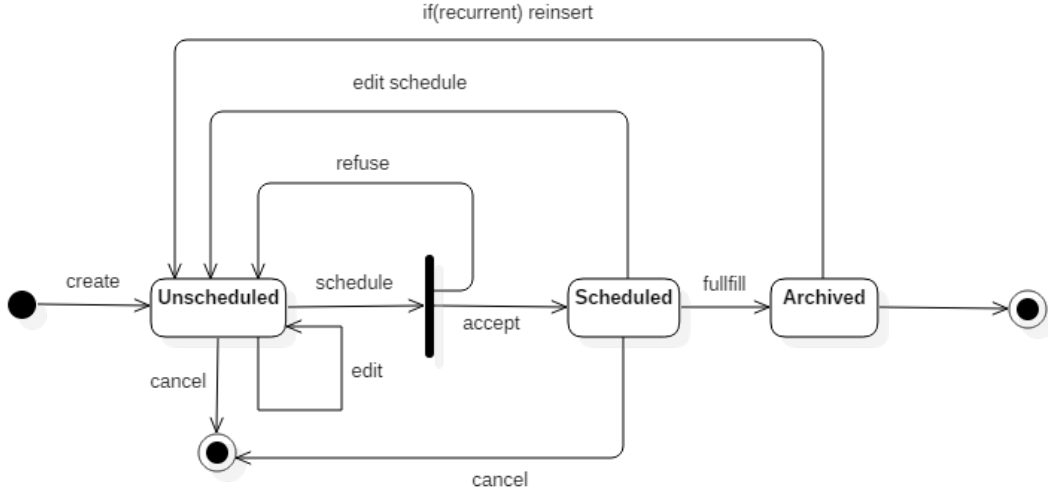 if(recurrent) reinsert
edit schedule
refuse
create
Unscheduled
schedule
accept
Scheduled
fullfill
Archived
cancel
edit
cancel